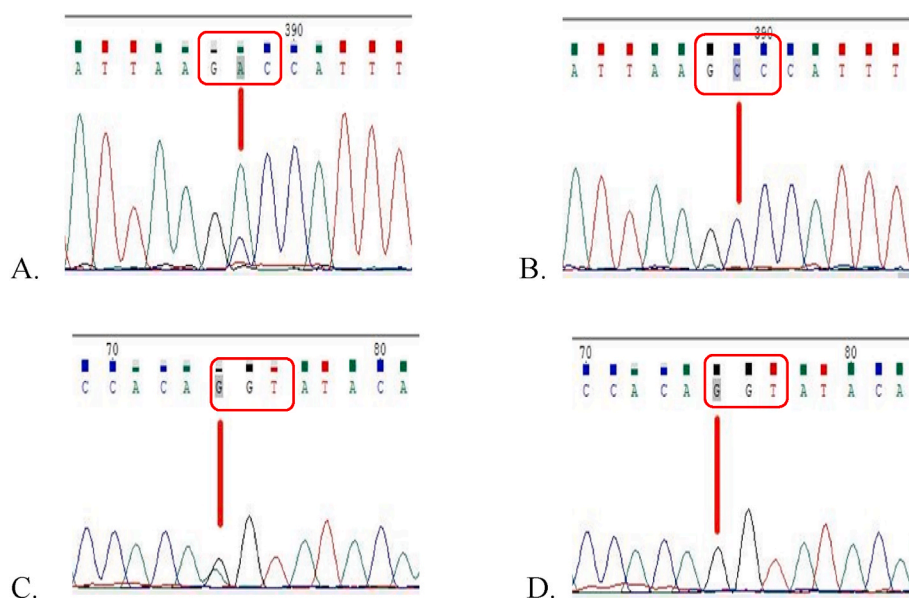 390
A T T A A G A C C A T T T
A.
390
A T T A A G C C C A T T T
B.
70 80
C C A C A G G T A T A C A
C.
70 80
C C A C A G G T A T A C A
D.